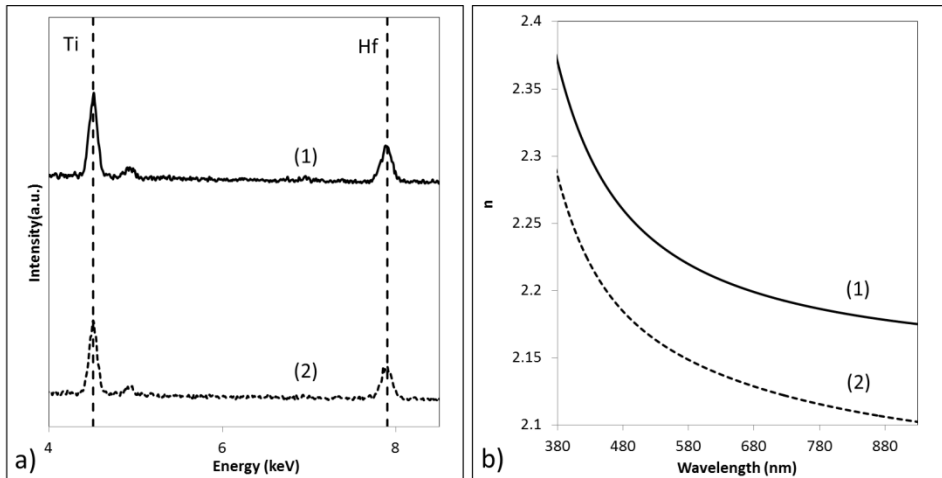 Ti
Hf
(1)
(2)
Intensity(a.u.)
4
6
8
Energy (keV)
a)
2.4
2.35
2.3
2.25
2.2
2.15
2.1
n
(1)
(2)
380
480
580
680
780
880
Wavelength (nm)
b)